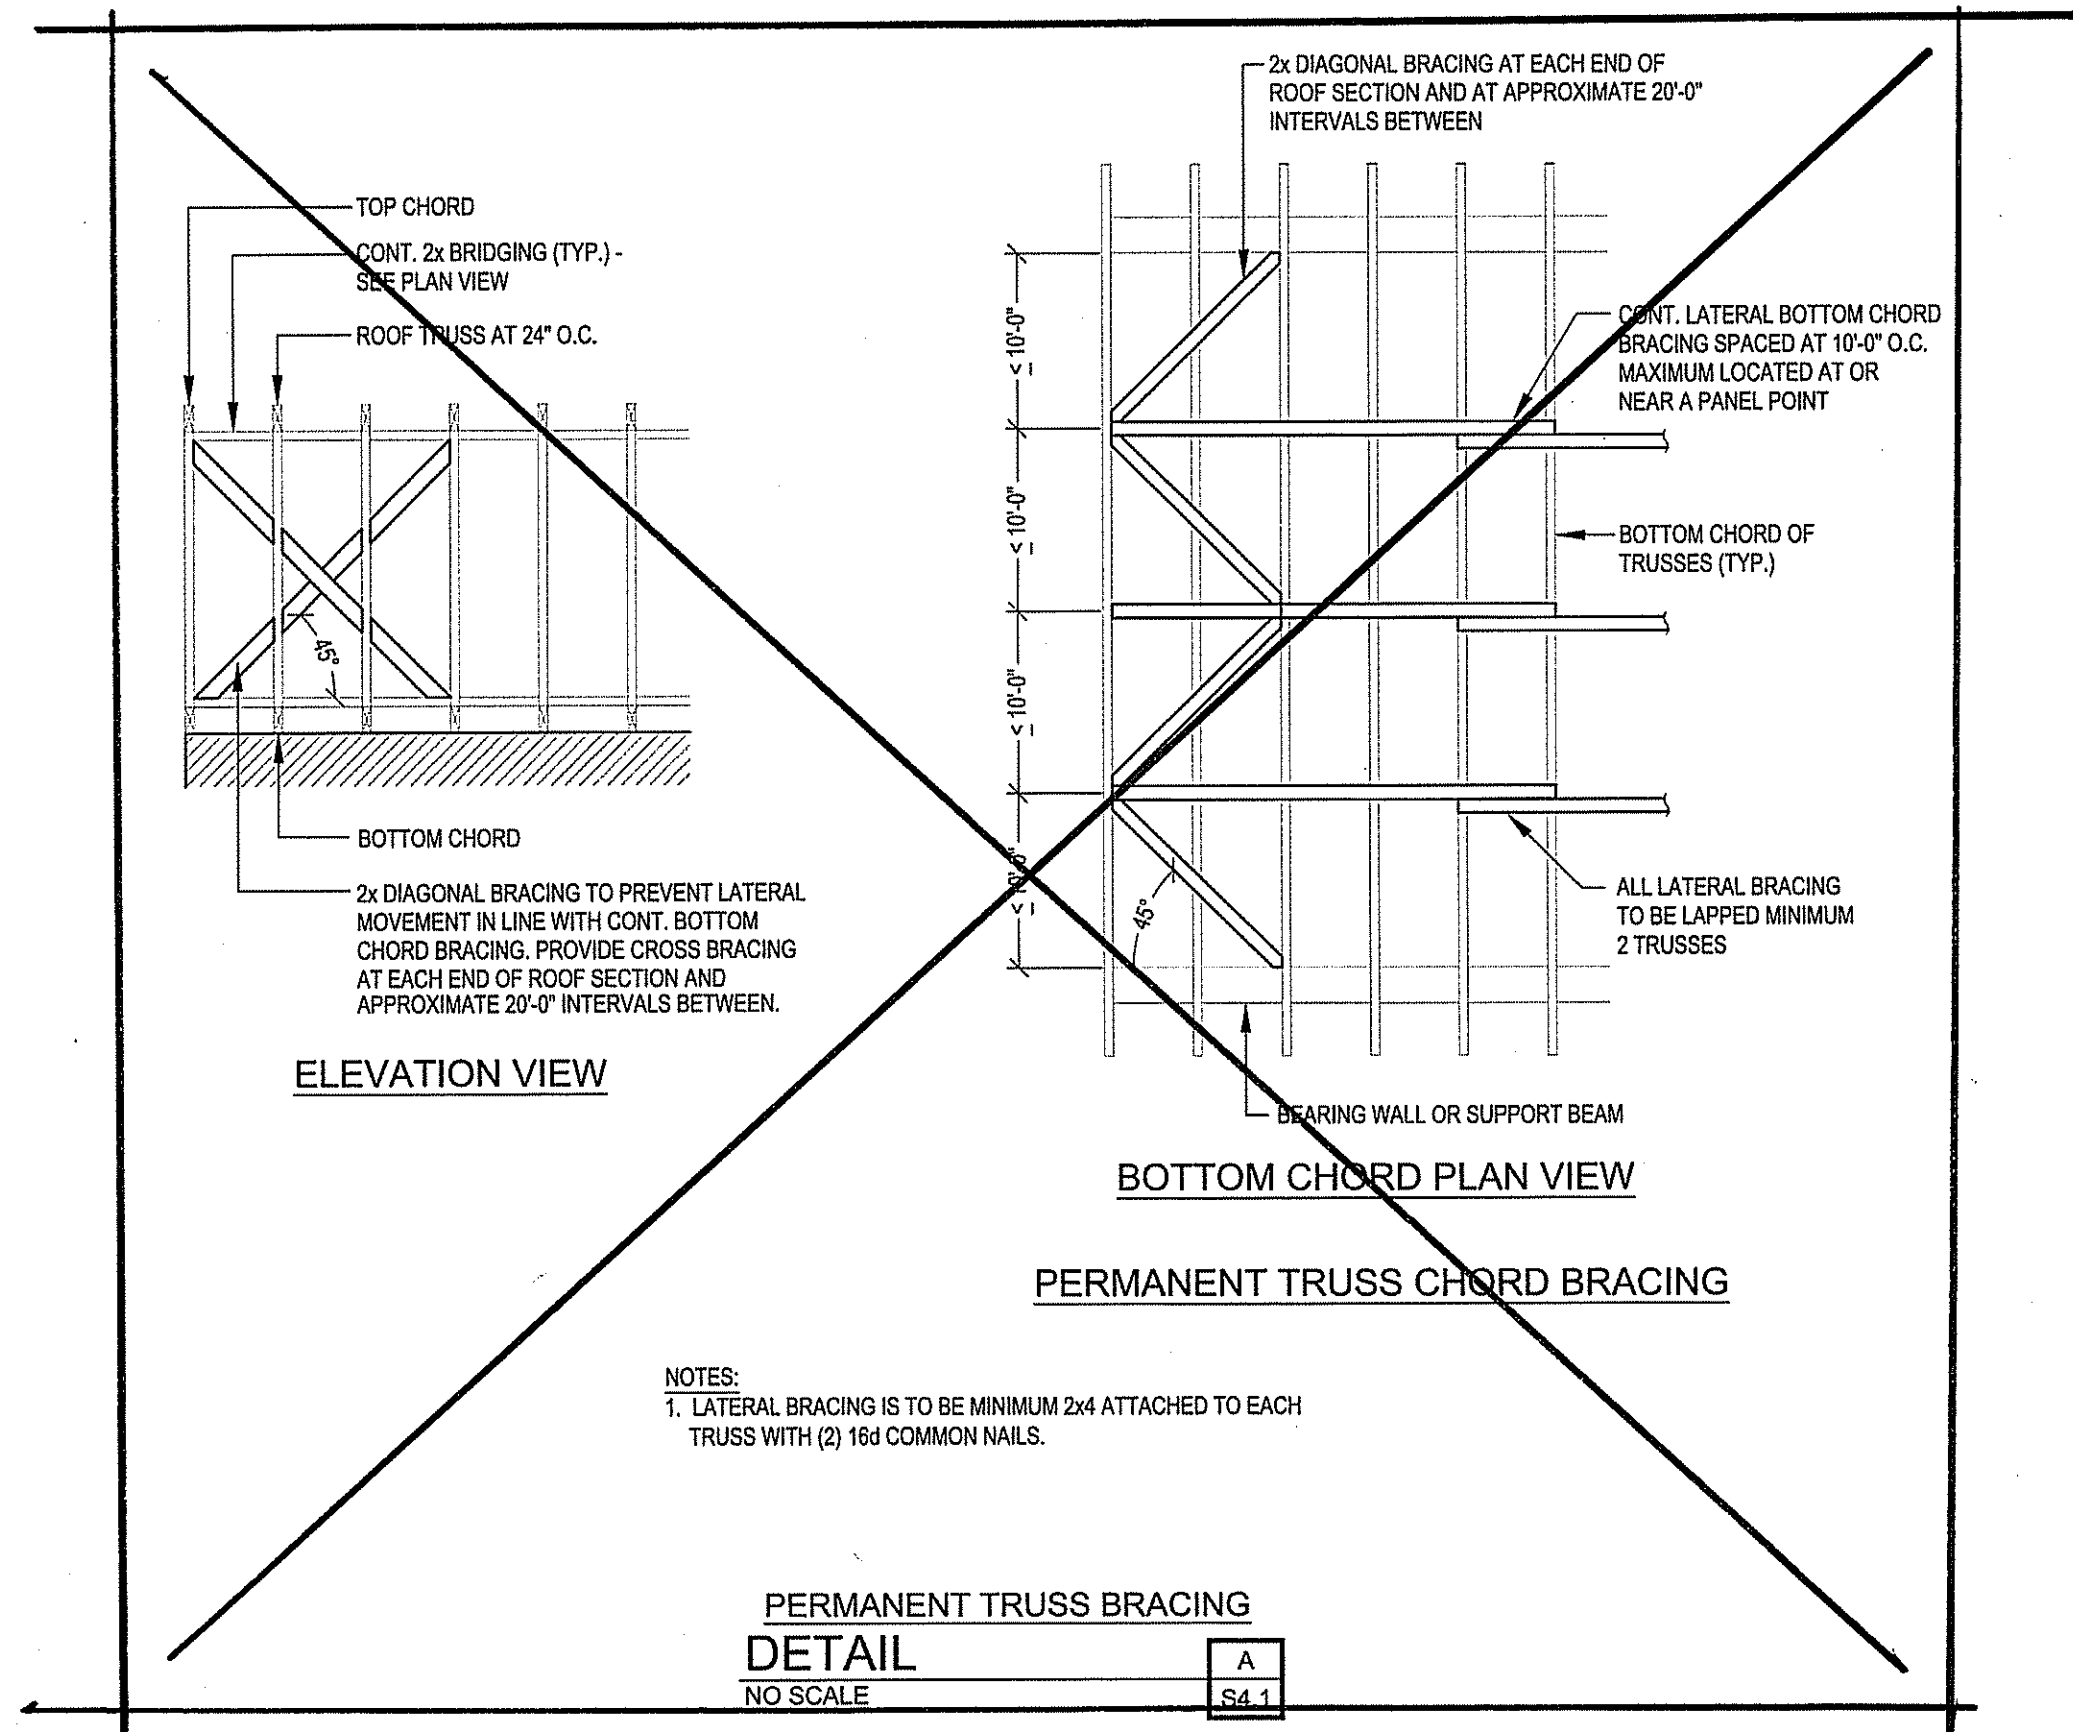 TOP CHORD
CONT. 2x BRIDGING (TYP.) -
SEE PLAN VIEW
ROOF TRUSS AT 24" O.C.
45°
BOTTOM CHORD
2x DIAGONAL BRACING TO PREVENT LATERAL
MOVEMENT IN LINE WITH CONT. BOTTOM
CHORD BRACING. PROVIDE CROSS BRACING
AT EACH END OF ROOF SECTION AND
APPROXIMATE 20'-0" INTERVALS BETWEEN.
ELEVATION VIEW
2x DIAGONAL BRACING AT EACH END OF
ROOF SECTION AND AT APPROXIMATE 20'-0"
INTERVALS BETWEEN
≤ 10'-0"
≤ 10'-0"
≤ 10'-0"
≤ 10'-0"
CONT. LATERAL BOTTOM CHORD
BRACING SPACED AT 10'-0" O.C.
MAXIMUM LOCATED AT OR
NEAR A PANEL POINT
BOTTOM CHORD OF
TRUSSES (TYP.)
ALL LATERAL BRACING
TO BE LAPPED MINIMUM
2 TRUSSES
45°
BEARING WALL OR SUPPORT BEAM
BOTTOM CHORD PLAN VIEW
PERMANENT TRUSS CHORD BRACING
NOTES:
1. LATERAL BRACING IS TO BE MINIMUM 2x4 ATTACHED TO EACH
TRUSS WITH (2) 16d COMMON NAILS.
PERMANENT TRUSS BRACING
DETAIL
NO SCALE
A
S4.1